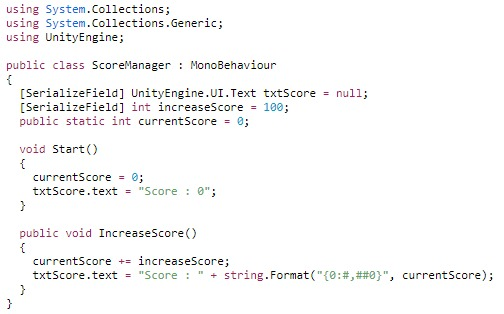 using System.Collections;
using System.Collections.Generic;
using UnityEngine;

public class ScoreManager : MonoBehaviour
{
  [SerializeField] UnityEngine.UI.Text txtScore = null;
  [SerializeField] int increaseScore = 100;
  public static int currentScore = 0;

  void Start()
  {
    currentScore = 0;
    txtScore.text = "Score : 0";
  }

  public void IncreaseScore()
  {
    currentScore += increaseScore;
    txtScore.text = "Score : " + string.Format("{0:#,##0}", currentScore);
  }
}